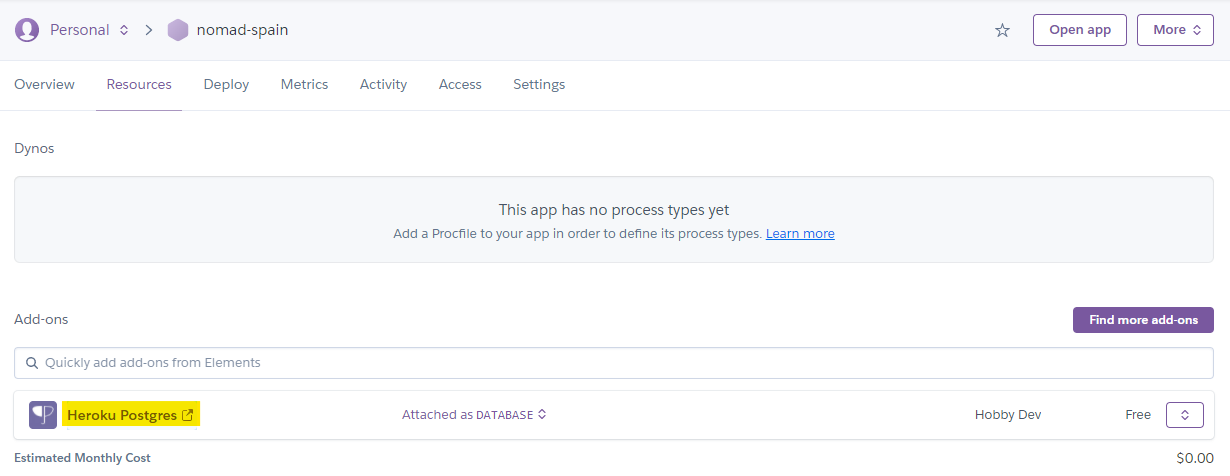 Personal nomad-spain Open app More
Overview Resources Deploy Metrics Activity Access Settings
Dynos
This app has no process types yet
Add a Procfile to your app in order to define its process types. Learn more
Add-ons Find more add-ons
Quickly add add-ons from Elements
Heroku Postgres Attached as DATABASE Hobby Dev Free
Estimated Monthly Cost $0.00